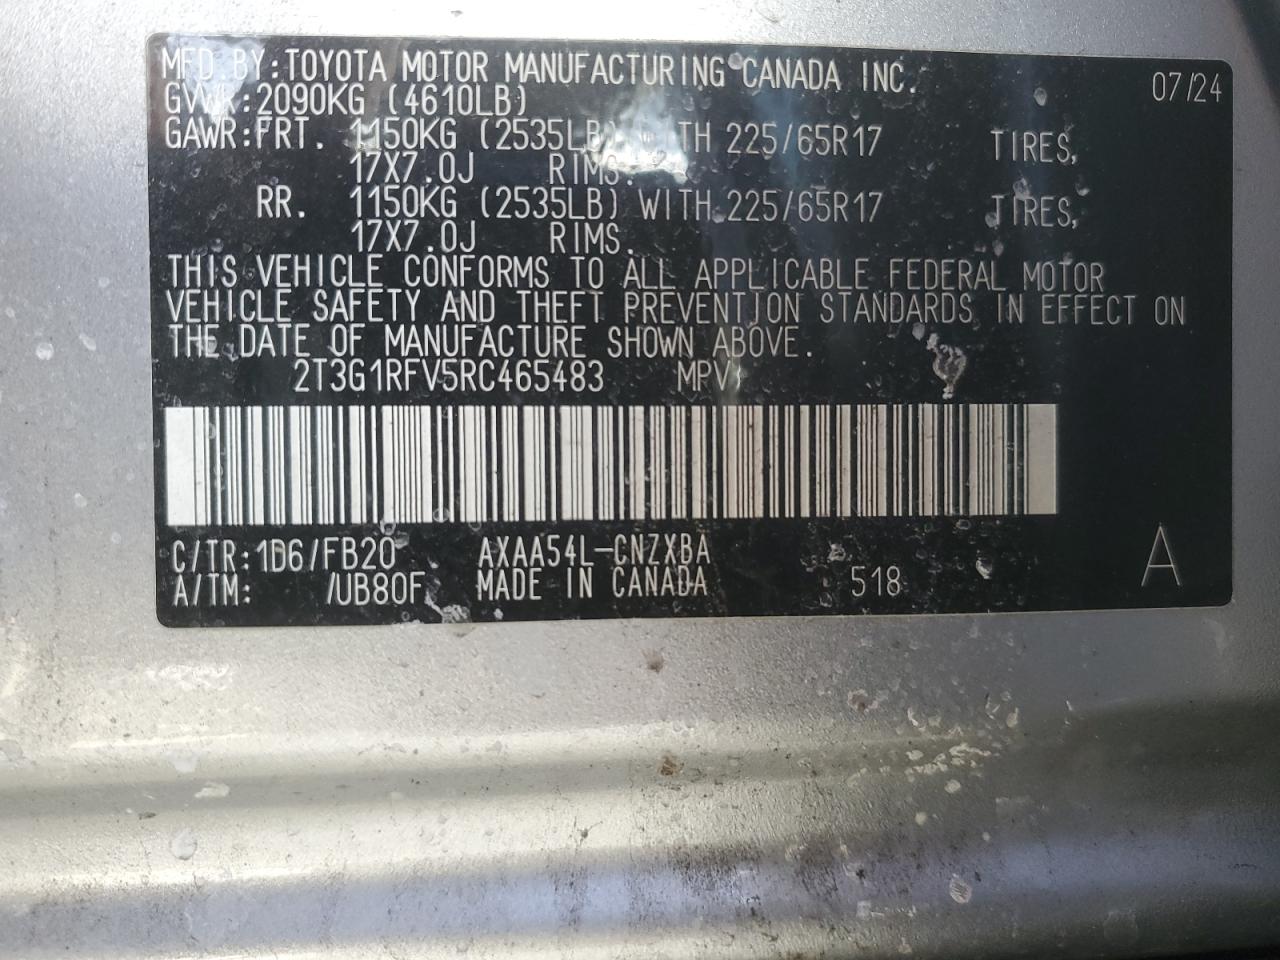 MFD.BY:TOYOTA MOTOR MANUFACTURING CANADA INC. 07/24
GVWR:2090KG (4610LB)
GAWR:FRT. 1150KG (2535LB) WITH 225/65R17 TIRES,
17X7.0J RIMS.
RR. 1150KG (2535LB) WITH 225/65R17 TIRES,
17X7.0J RIMS.
THIS VEHICLE CONFORMS TO ALL APPLICABLE FEDERAL MOTOR
VEHICLE SAFETY AND THEFT PREVENTION STANDARDS IN EFFECT ON
THE DATE OF MANUFACTURE SHOWN ABOVE.
2T3G1RFV5RC465483 MPV
C/TR:1D6/FB20 AXAA54L-CNZXBA
A/TM: /UB80F MADE IN CANADA 518 A